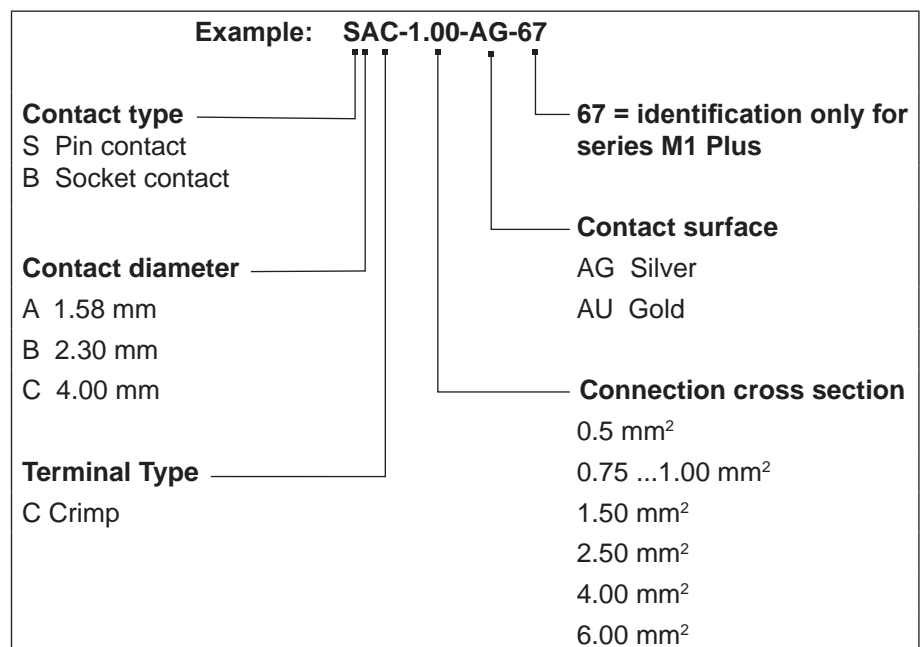 Example: SAC-1.00-AG-67
Contact type
S Pin contact
B Socket contact
Contact diameter
A 1.58 mm
B 2.30 mm
C 4.00 mm
Terminal Type
C Crimp
67 = identification only for
series M1 Plus
Contact surface
AG Silver
AU Gold
Connection cross section
0.5 mm²
0.75 ...1.00 mm²
1.50 mm²
2.50 mm²
4.00 mm²
6.00 mm²